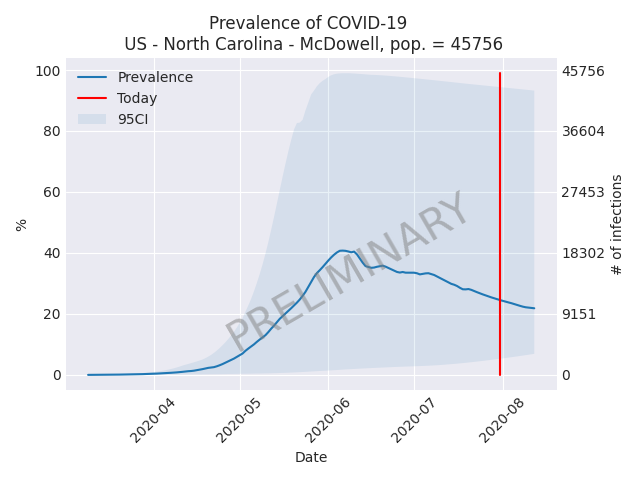 Prevalence of COVID-19
US - North Carolina - McDowell, pop. = 45756
Prevalence
Today
95CI
100
80
60
40
20
0
%
45756
36604
27453
18302
9151
0
# of infections
PRELIMINARY
2020-04
2020-05
2020-06
2020-07
2020-08
Date